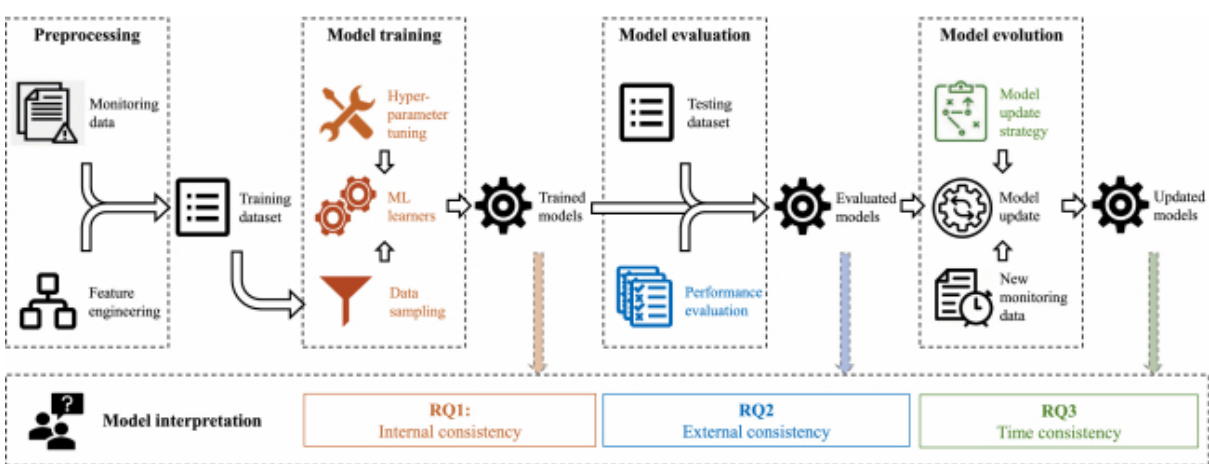 Preprocessing
Monitoring
data
Feature
engineering
Training
dataset
Model training
Hyper-
parameter
tuning
ML
learners
Data
sampling
Trained
models
Model evaluation
Testing
dataset
Performance
evaluation
Evaluated
models
Model evolution
Model
update
strategy
Model
update
New
monitoring
data
Updated
models
Model interpretation
RQ1:
Internal consistency
RQ2
External consistency
RQ3
Time consistency